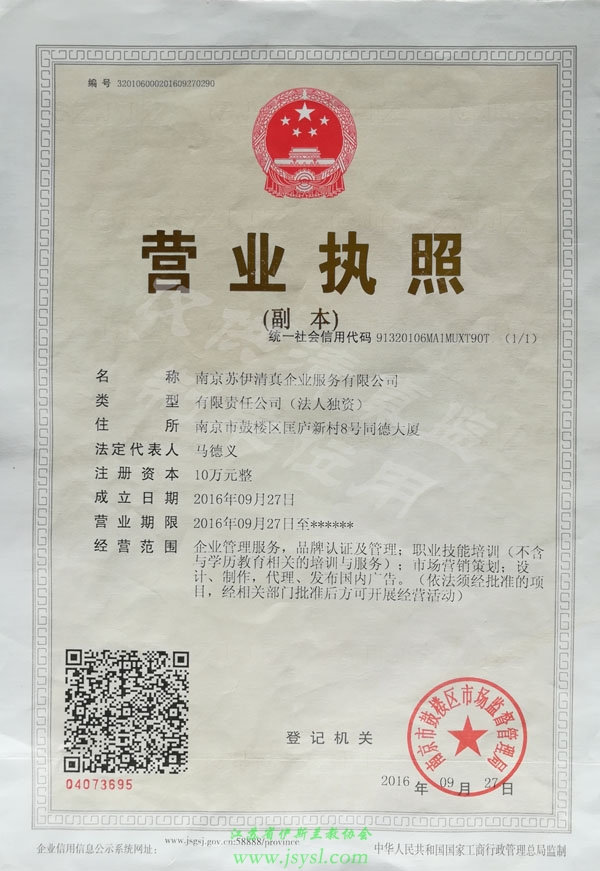 编 号 320106000201609270290
营业执照
(副 本)
统一社会信用代码 91320106MA1MUXT90T （1/1）
名 称 南京苏伊清真企业服务有限公司
类 型 有限责任公司（法人独资）
住 所 南京市鼓楼区匡庐新村8号同德大厦
法定代表人 马德义
注册资本 10万元整
成立日期 2016年09月27日
营业期限 2016年09月27日至******
经营范围 企业管理服务，品牌认证及管理；职业技能培训（不含
与学历教育相关的培训与服务）；市场营销策划；设
计、制作，代理、发布国内广告。（依法须经批准的项
目，经相关部门批准后方可开展经营活动）
04073695
登记机关
南京市鼓楼区市场监督管理局
2016 年 09 月 27 日
江苏省伊斯兰教协会
企业信用信息公示系统网址： www.jsgsj.gov.cn:58888/province
www.jsysl.com
中华人民共和国国家工商行政管理总局监制